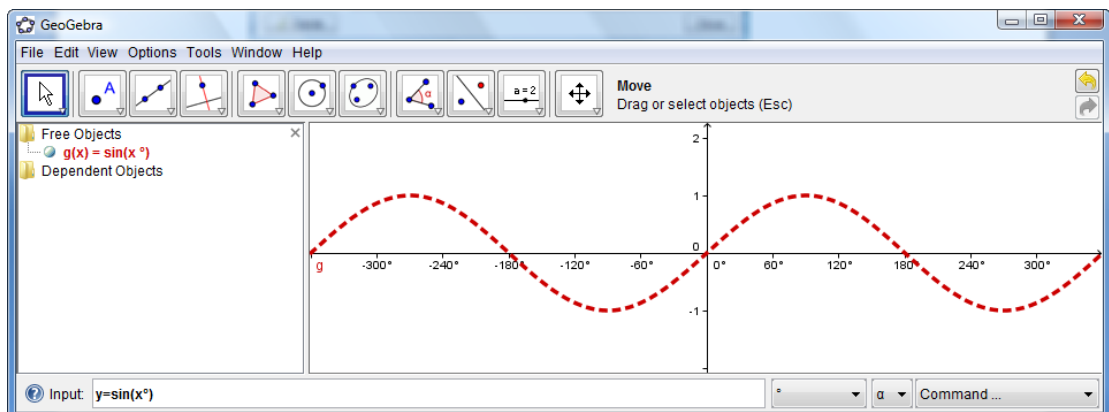 GeoGebra
File Edit View Options Tools Window Help
A
α
a = 2
Move
Drag or select objects (Esc)
Free Objects
g(x) = sin(x °)
Dependent Objects
2
1
0
-300° -240° -180° -120° -60° 0° 60° 120° 180° 240° 300°
g
-1
Input: y=sin(x°)
° α Command ...